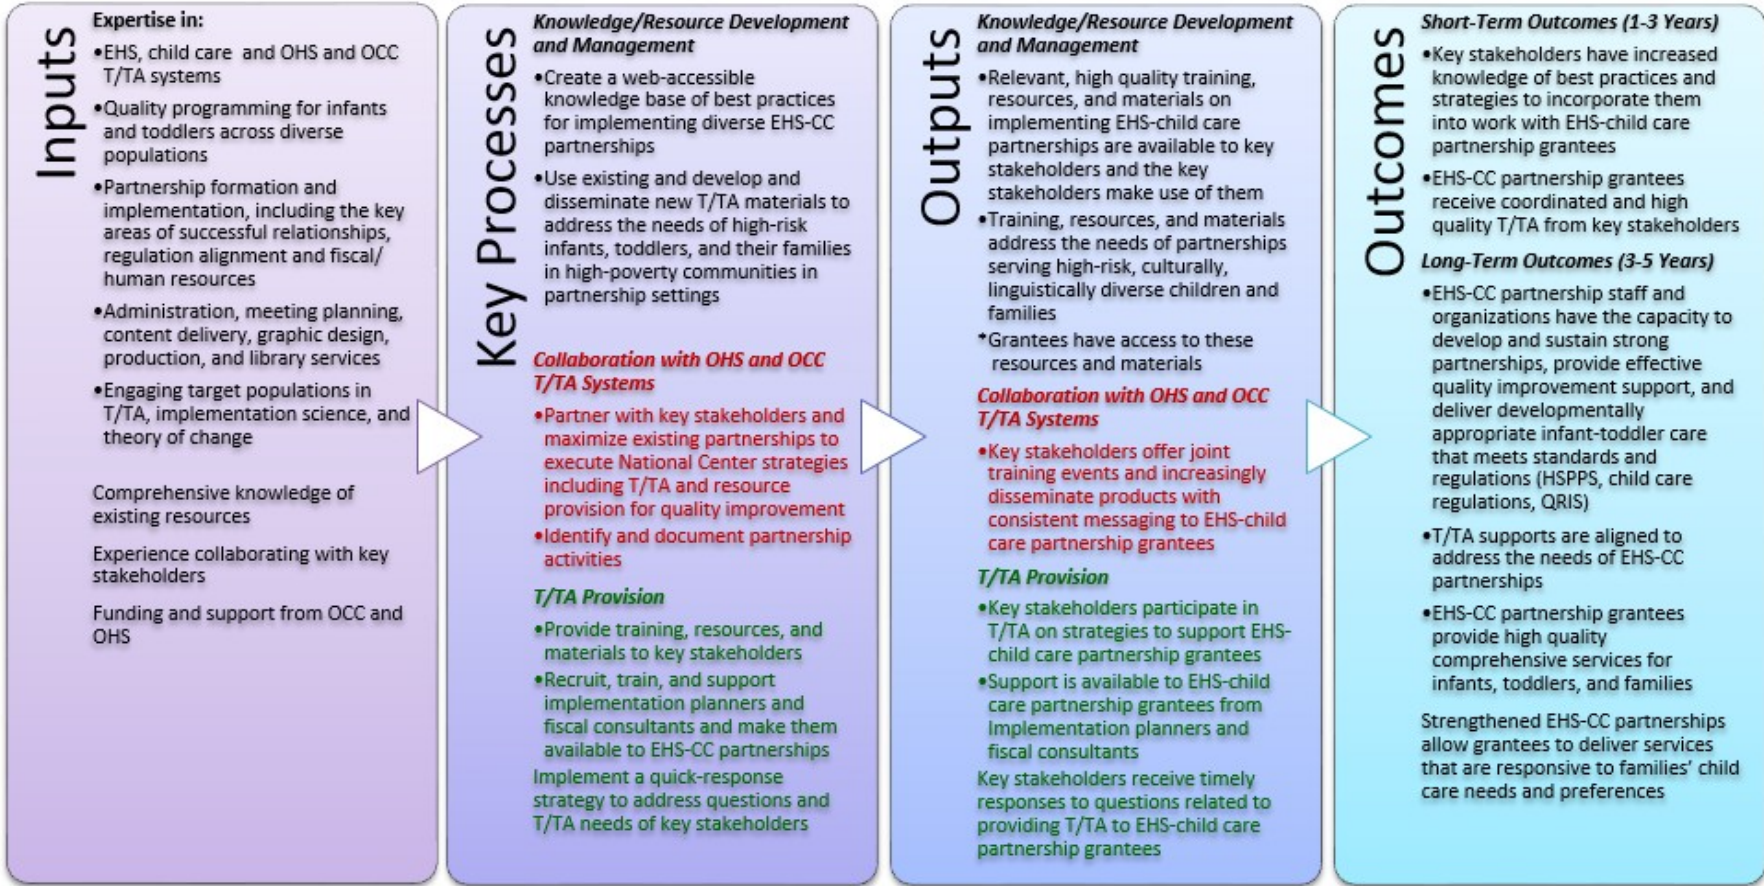 Inputs
Expertise in:
•EHS, child care and OHS and OCC
T/TA systems
•Quality programming for infants
and toddlers across diverse
populations
•Partnership formation and
implementation, including the key
areas of successful relationships,
regulation alignment and fiscal/
human resources
•Administration, meeting planning,
content delivery, graphic design,
production, and library services
•Engaging target populations in
T/TA, implementation science, and
theory of change
Comprehensive knowledge of
existing resources
Experience collaborating with key
stakeholders
Funding and support from OCC and
OHS
Key Processes
Knowledge/Resource Development
and Management
•Create a web-accessible
knowledge base of best practices
for implementing diverse EHS-CC
partnerships
•Use existing and develop and
disseminate new T/TA materials to
address the needs of high-risk
infants, toddlers, and their families
in high-poverty communities in
partnership settings
Collaboration with OHS and OCC
T/TA Systems
•Partner with key stakeholders and
maximize existing partnerships to
execute National Center strategies
including T/TA and resource
provision for quality improvement
•Identify and document partnership
activities
T/TA Provision
•Provide training, resources, and
materials to key stakeholders
•Recruit, train, and support
implementation planners and
fiscal consultants and make them
available to EHS-CC partnerships
Implement a quick-response
strategy to address questions and
T/TA needs of key stakeholders
Outputs
Knowledge/Resource Development
and Management
•Relevant, high quality training,
resources, and materials on
implementing EHS-child care
partnerships are available to key
stakeholders and the key
stakeholders make use of them
•Training, resources, and materials
address the needs of partnerships
serving high-risk, culturally,
linguistically diverse children and
families
*Grantees have access to these
resources and materials
Collaboration with OHS and OCC
T/TA Systems
•Key stakeholders offer joint
training events and increasingly
disseminate products with
consistent messaging to EHS-child
care partnership grantees
T/TA Provision
•Key stakeholders participate in
T/TA on strategies to support EHS-
child care partnership grantees
•Support is available to EHS-child
care partnership grantees from
Implementation planners and
fiscal consultants
Key stakeholders receive timely
responses to questions related to
providing T/TA to EHS-child care
partnership grantees
Outcomes
Short-Term Outcomes (1-3 Years)
•Key stakeholders have increased
knowledge of best practices and
strategies to incorporate them
into work with EHS-child care
partnership grantees
•EHS-CC partnership grantees
receive coordinated and high
quality T/TA from key stakeholders
Long-Term Outcomes (3-5 Years)
•EHS-CC partnership staff and
organizations have the capacity to
develop and sustain strong
partnerships, provide effective
quality improvement support, and
deliver developmentally
appropriate infant-toddler care
that meets standards and
regulations (HSPPS, child care
regulations, QRIS)
•T/TA supports are aligned to
address the needs of EHS-CC
partnerships
•EHS-CC partnership grantees
provide high quality
comprehensive services for
infants, toddlers, and families
Strengthened EHS-CC partnerships
allow grantees to deliver services
that are responsive to families’ child
care needs and preferences